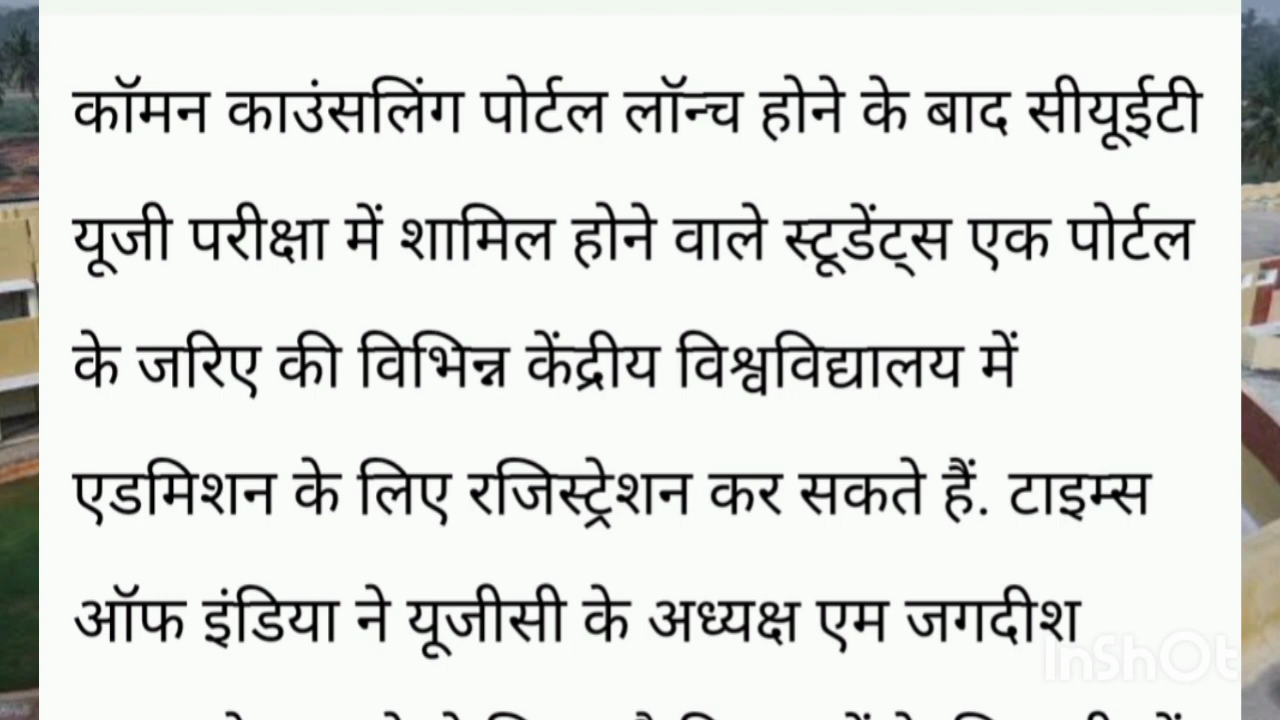 कॉमन काउंसलिंग पोर्टल लॉन्च होने के बाद सीयूईटी
यूजी परीक्षा में शामिल होने वाले स्टूडेंट्स एक पोर्टल
के जरिए की विभिन्न केंद्रीय विश्वविद्यालय में
एडमिशन के लिए रजिस्ट्रेशन कर सकते हैं. टाइम्स
ऑफ इंडिया ने यूजीसी के अध्यक्ष एम जगदीश
InShOt